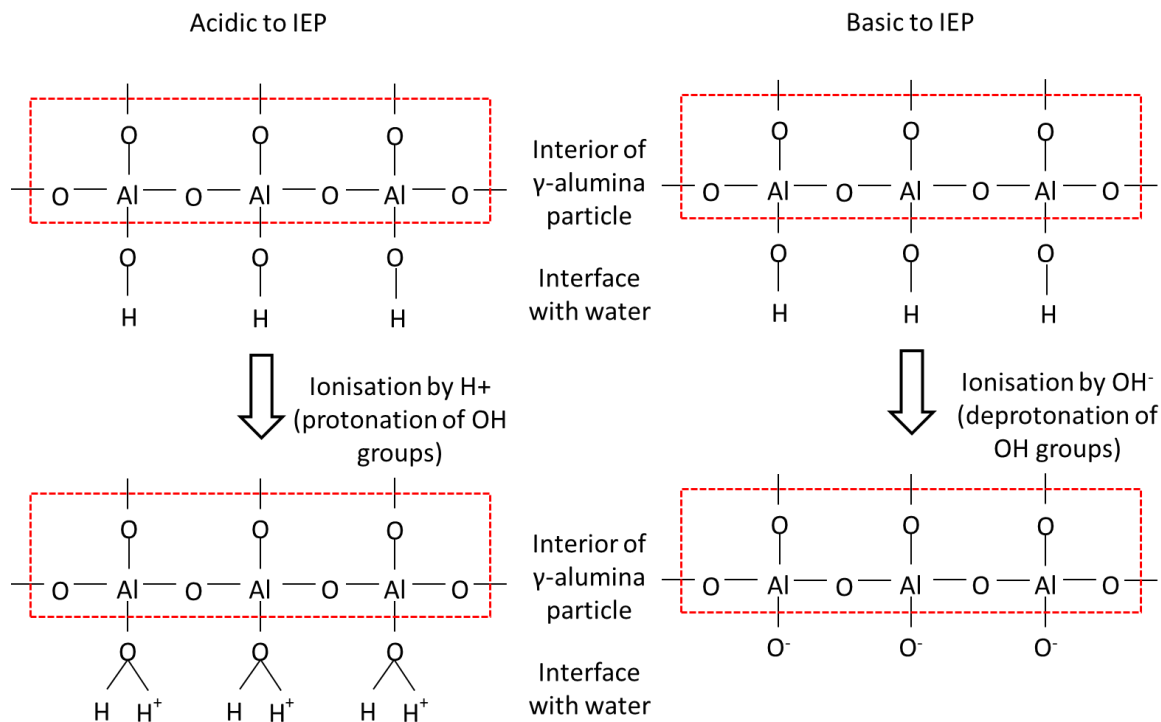 Acidic to IEP
Basic to IEP
O O O
O Al O Al O Al O
O O O
H H H
Interior of
γ-alumina
particle
Interface
with water
O O O
O Al O Al O Al O
O O O
H H H
Ionisation by H+
(protonation of OH
groups)
Ionisation by OH⁻
(deprotonation of
OH groups)
O O O
O Al O Al O Al O
O O O
H H⁺ H H⁺ H H⁺
Interior of
γ-alumina
particle
Interface
with water
O O O
O Al O Al O Al O
O⁻ O⁻ O⁻